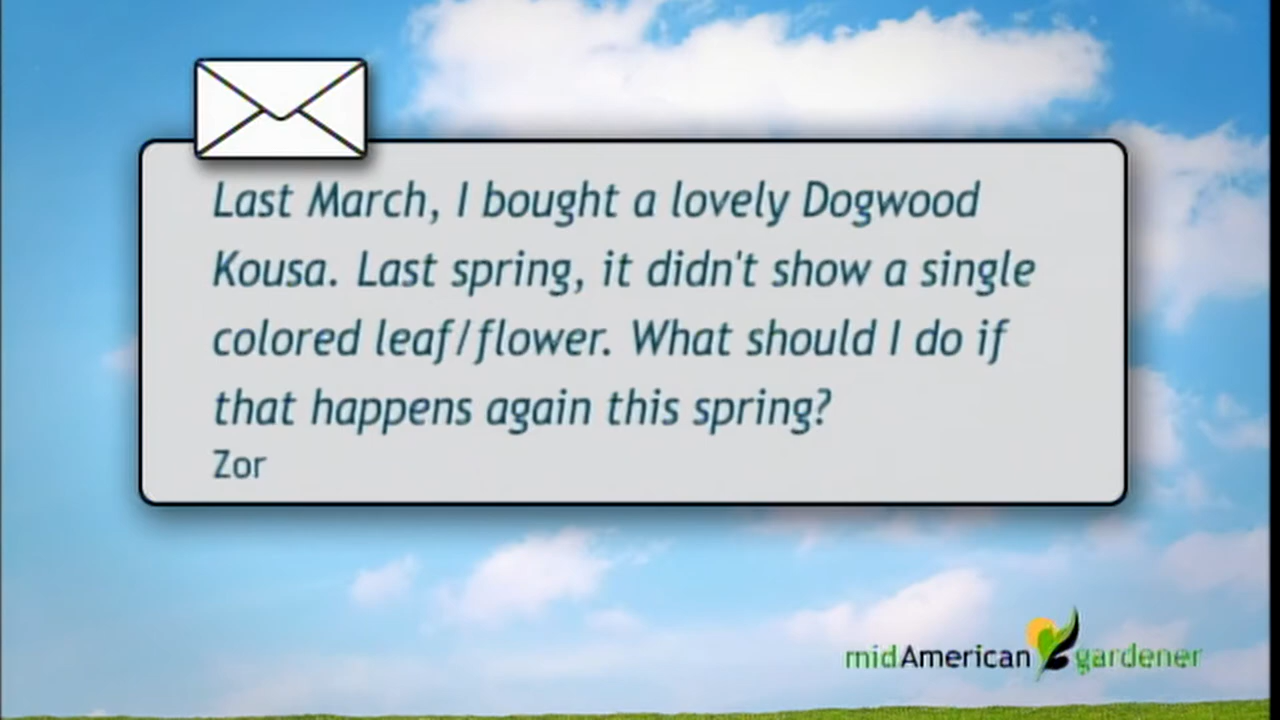 Last March, I bought a lovely Dogwood
Kousa. Last spring, it didn't show a single
colored leaf/flower. What should I do if
that happens again this spring?
Zor
midAmerican gardener